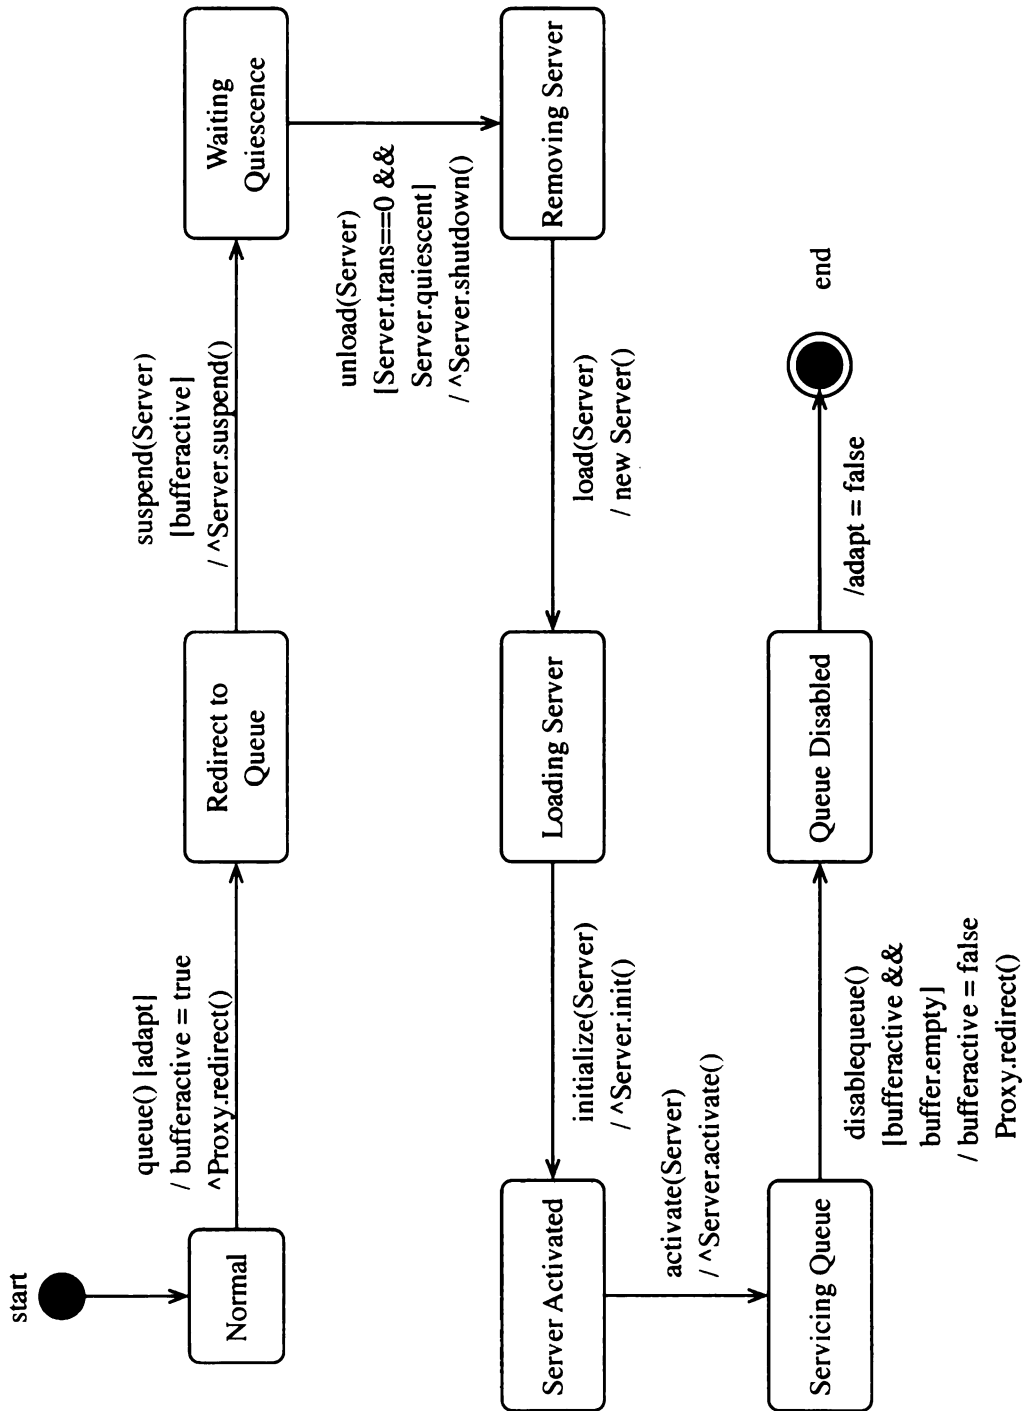 start
Normal
queue() [adapt]
/ bufferactive = true
^Proxy.redirect()
Redirect to
Queue
suspend(Server)
[bufferactive]
/ ^Server.suspend()
Waiting
Quiescence
unload(Server)
[Server.trans==0 &&
Server.quiescent]
/ ^Server.shutdown()
Removing Server
load(Server)
/ new Server()
Loading Server
initialize(Server)
/ ^Server.init()
Server Activated
activate(Server)
/ ^Server.activate()
Servicing Queue
disablequeue()
[bufferactive &&
buffer.empty]
/ bufferactive = false
Proxy.redirect()
Queue Disabled
/adapt = false
end